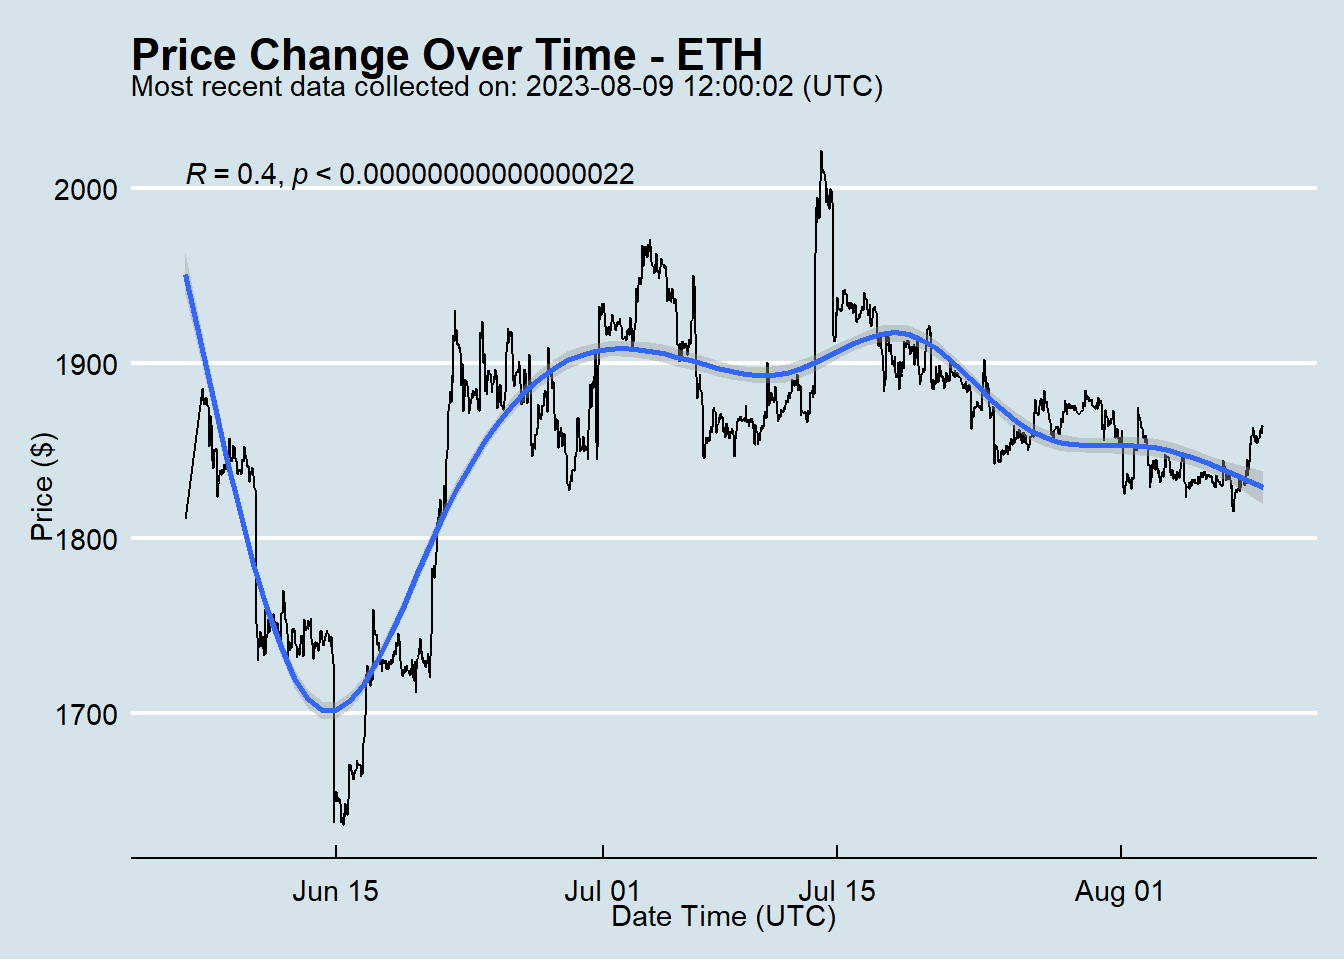 Price Change Over Time - ETH
Most recent data collected on: 2023-08-09 12:00:02 (UTC)
R = 0.4, p < 0.00000000000000022
2000
1900
1800
1700
Price ($)
Jun 15
Jul 01
Jul 15
Aug 01
Date Time (UTC)